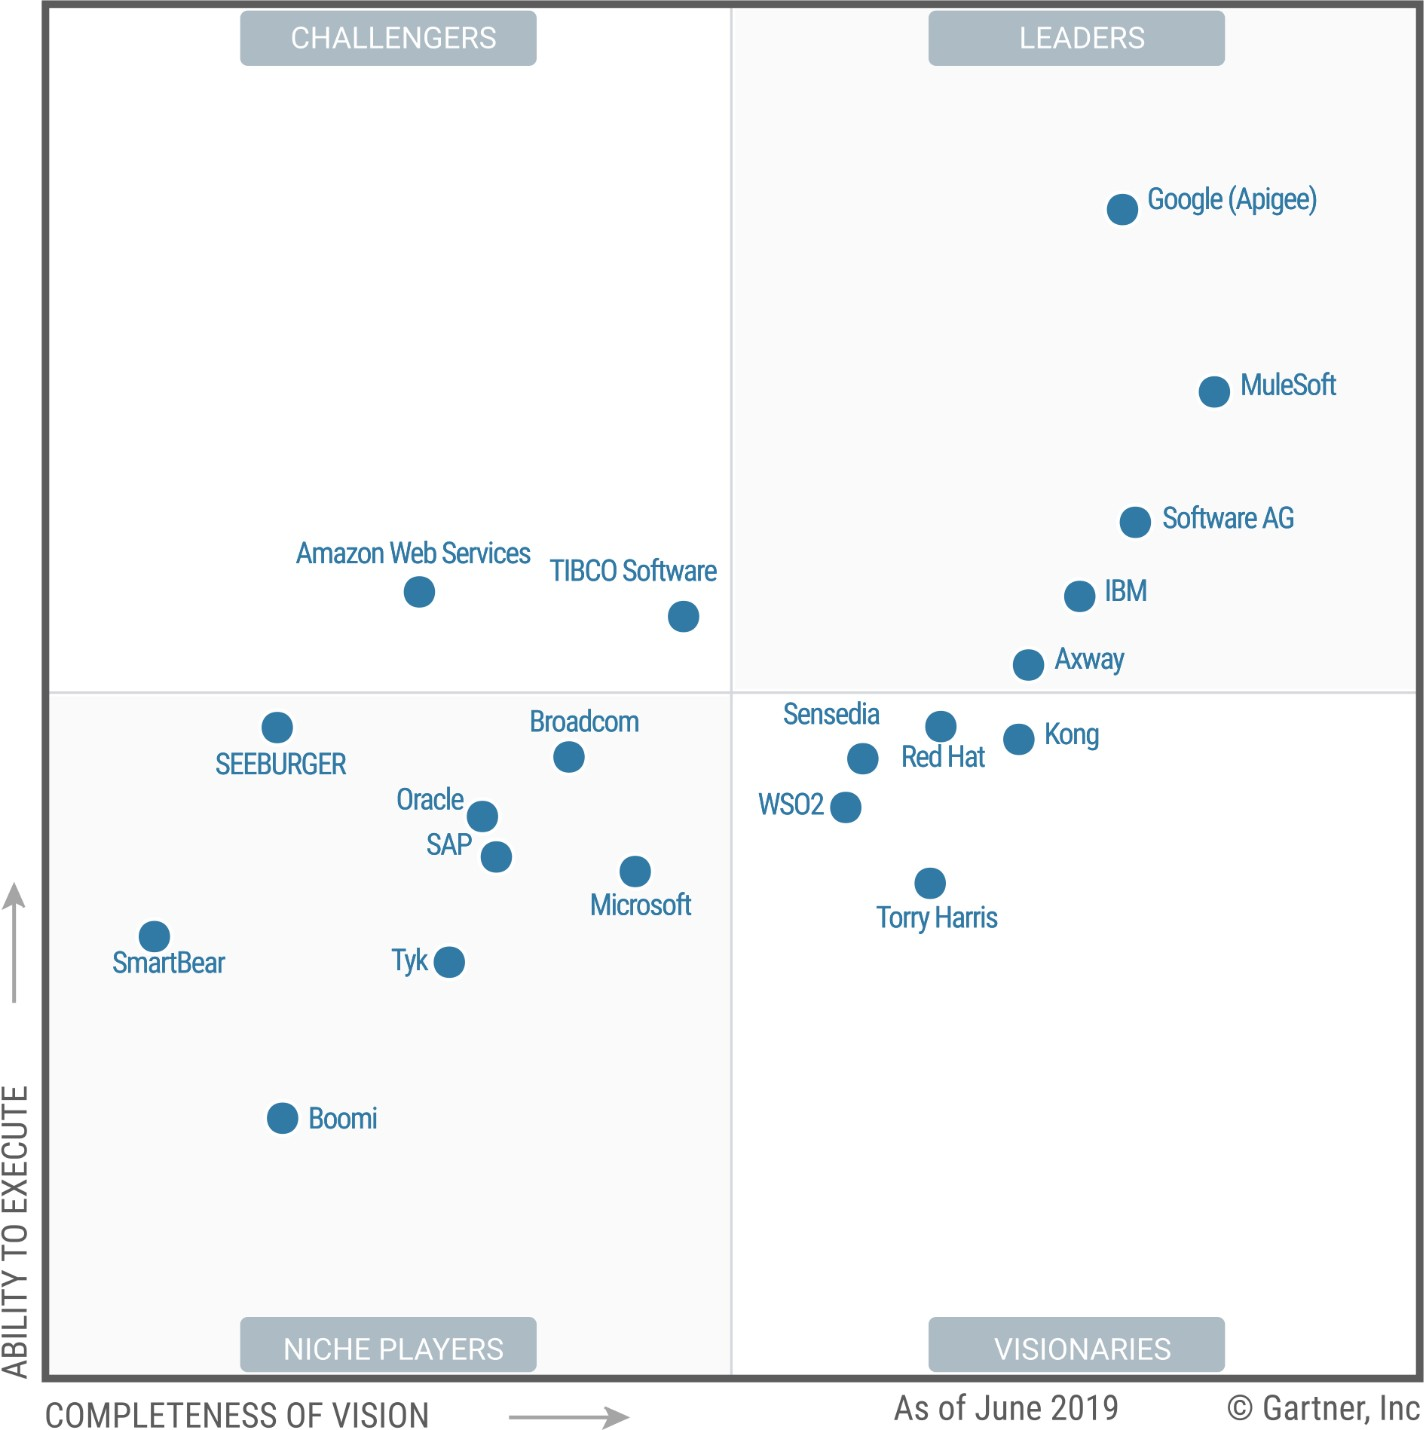 CHALLENGERS
LEADERS
Google (Apigee)
MuleSoft
Software AG
Amazon Web Services
TIBCO Software
IBM
Axway
SEEBURGER
Broadcom
Sensedia
Red Hat
Kong
Oracle
WSO2
SAP
Microsoft
Torry Harris
SmartBear
Tyk
Boomi
ABILITY TO EXECUTE
NICHE PLAYERS
VISIONARIES
COMPLETENESS OF VISION
As of June 2019
© Gartner, Inc